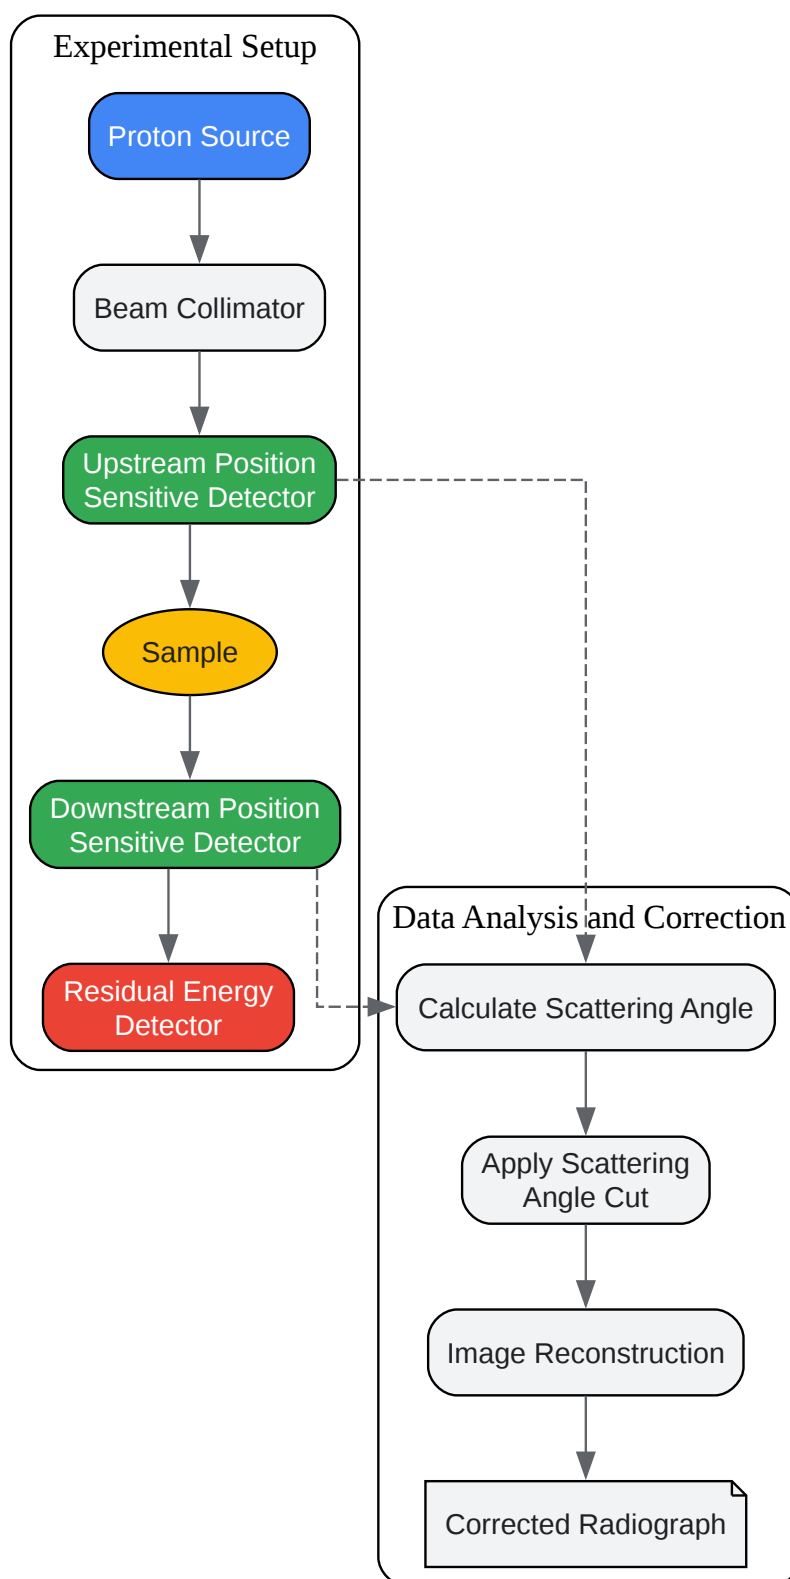 Experimental Setup
Proton Source
Beam Collimator
Upstream Position
Sensitive Detector
Sample
Downstream Position
Sensitive Detector
Residual Energy
Detector
Data Analysis and Correction
Calculate Scattering Angle
Apply Scattering
Angle Cut
Image Reconstruction
Corrected Radiograph